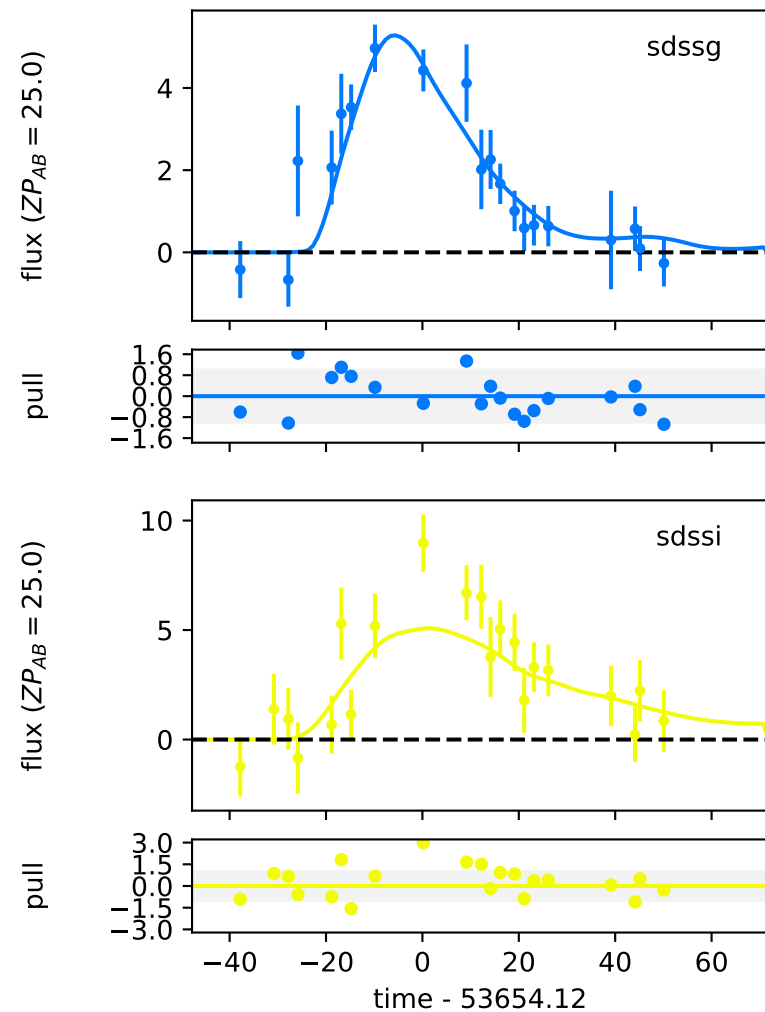 sdssg
flux (ZP_AB = 25.0)
4
2
0
pull
1.6
0.8
0.0
−0.8
−1.6
sdssi
flux (ZP_AB = 25.0)
10
5
0
pull
3.0
1.5
0.0
−1.5
−3.0
−40 −20 0 20 40 60
time - 53654.12